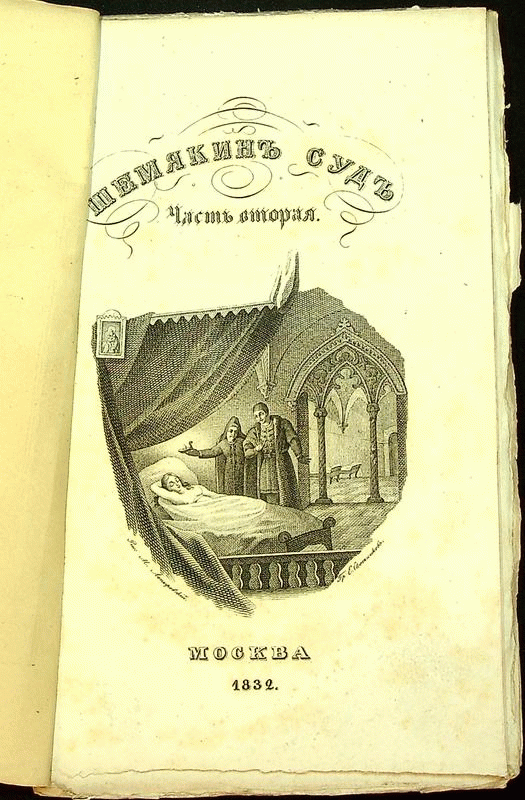 ШЕМЯКИНЪ СУДЪ
Часть вторая.
МОСКВА
1832.